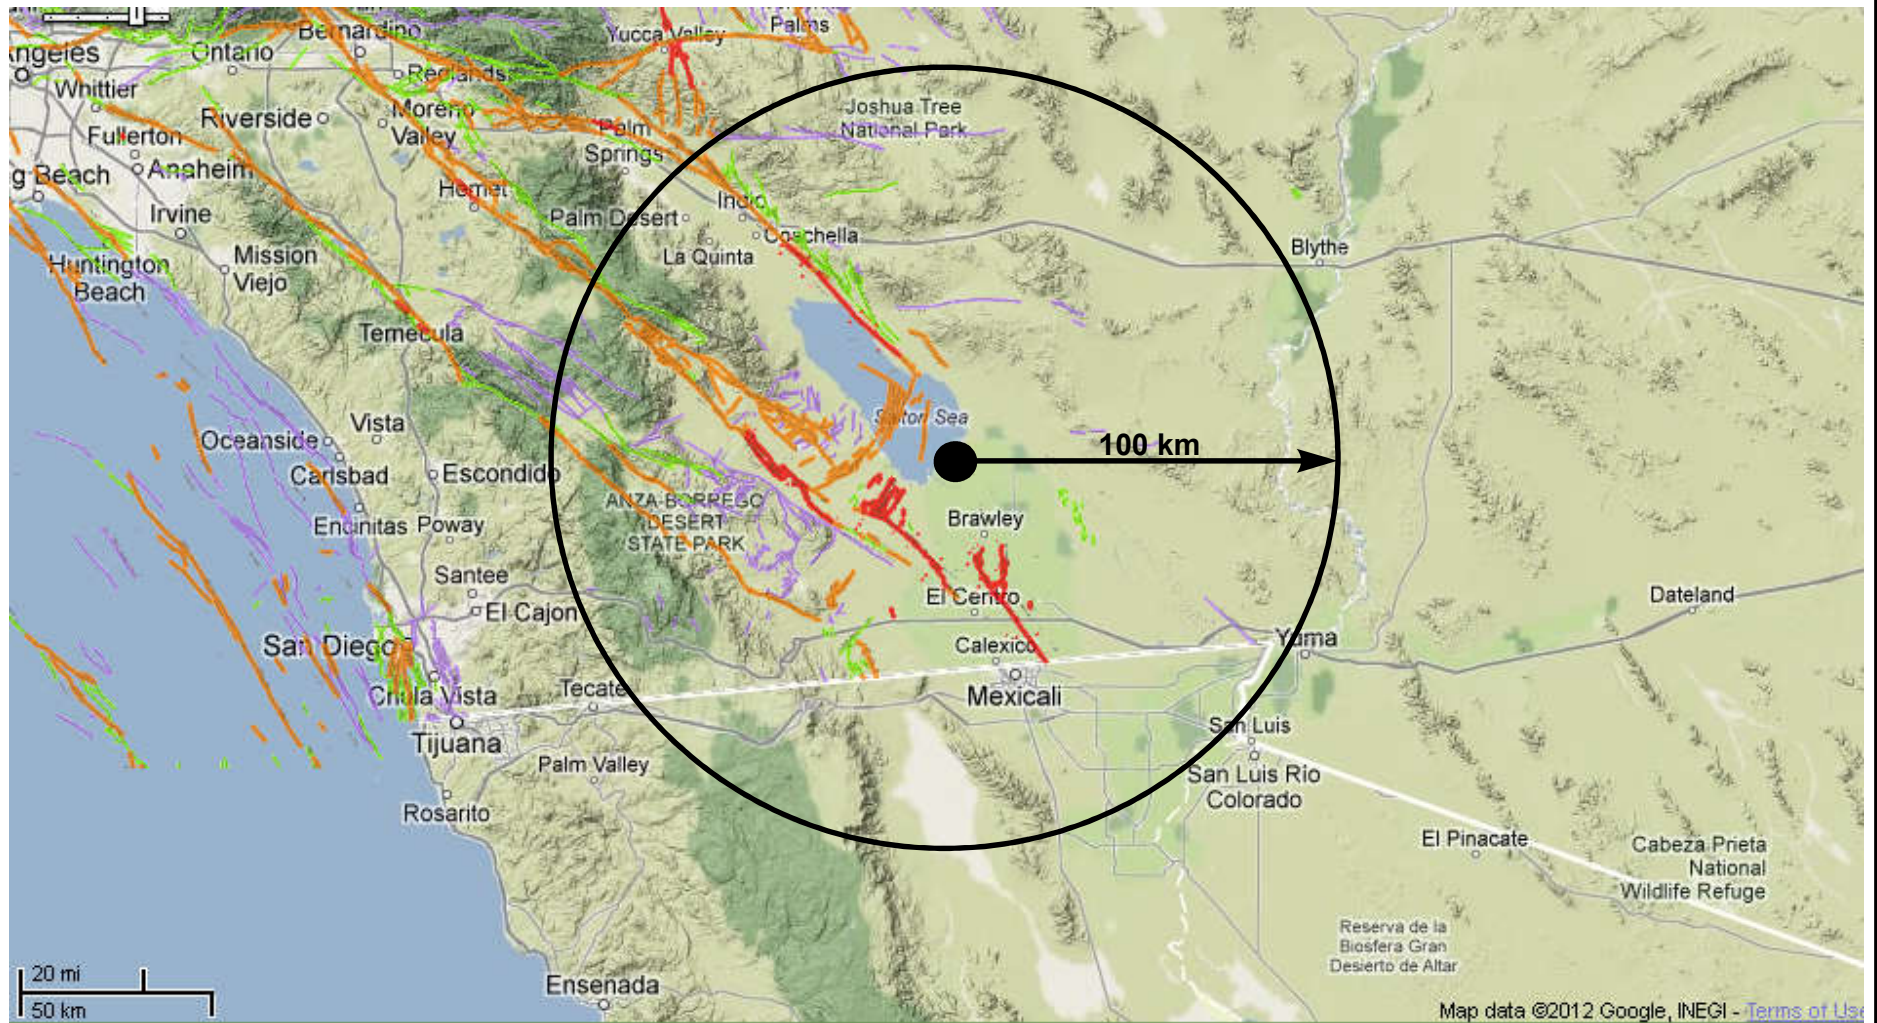 Bernardino
Yucca Valley
Palms
Angeles
Ontario
Redlands
Whittier
Riverside
Moreno
Valley
Joshua Tree
National Park
Fullerton
Palm
Springs
Anaheim
g Beach
Hemet
Irvine
Palm Desert
Indio
Coachella
La Quinta
Blythe
Mission
Viejo
Huntington
Beach
Temecula
Salton Sea
Vista
Oceanside
100 km
Carlsbad
Escondido
ANZA-BORREGO
DESERT
STATE PARK
Encinitas
Poway
Brawley
Santee
El Cajon
El Centro
Dateland
San Diego
Calexico
Yuma
Chula Vista
Tecate
Mexicali
Tijuana
San Luis
Palm Valley
San Luis Rio
Colorado
Rosarito
El Pinacate
Cabeza Prieta
National
Wildlife Refuge
Reserva de la
Biosfera Gran
Desierto de Altar
20 mi
50 km
Ensenada
Map data ©2012 Google, INEGI - Terms of Use